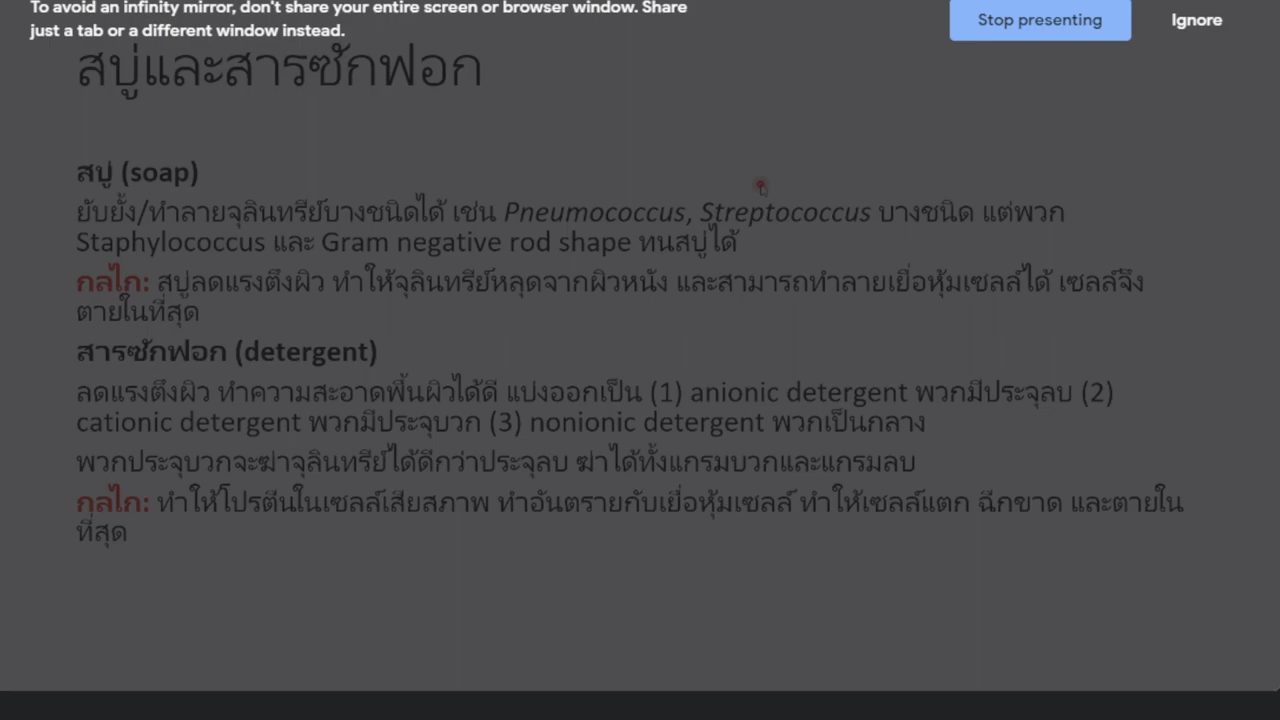 To avoid an infinity mirror, don't share your entire screen or browser window. Share
just a tab or a different window instead.
Stop presenting
Ignore
สบู่และสารซักฟอก
สบู่ (soap)
ยับยั้ง/ทำลายจุลินทรีย์บางชนิดได้ เช่น Pneumococcus, Streptococcus บางชนิด แต่พวก
Staphylococcus และ Gram negative rod shape ทนสบู่ได้
กลไก: สบู่ลดแรงตึงผิว ทำให้จุลินทรีย์หลุดจากผิวหนัง และสามารถทำลายเยื่อหุ้มเซลล์ได้ เซลล์จึง
ตายในที่สุด
สารซักฟอก (detergent)
ลดแรงตึงผิว ทำความสะอาดพื้นผิวได้ดี แบ่งออกเป็น (1) anionic detergent พวกมีประจุลบ (2)
cationic detergent พวกมีประจุบวก (3) nonionic detergent พวกเป็นกลาง
พวกประจุบวกจะฆ่าจุลินทรีย์ได้ดีกว่าประจุลบ ฆ่าได้ทั้งแกรมบวกและแกรมลบ
กลไก: ทำให้โปรตีนในเซลล์เสียสภาพ ทำอันตรายกับเยื่อหุ้มเซลล์ ทำให้เซลล์แตก ฉีกขาด และตายใน
ที่สุด